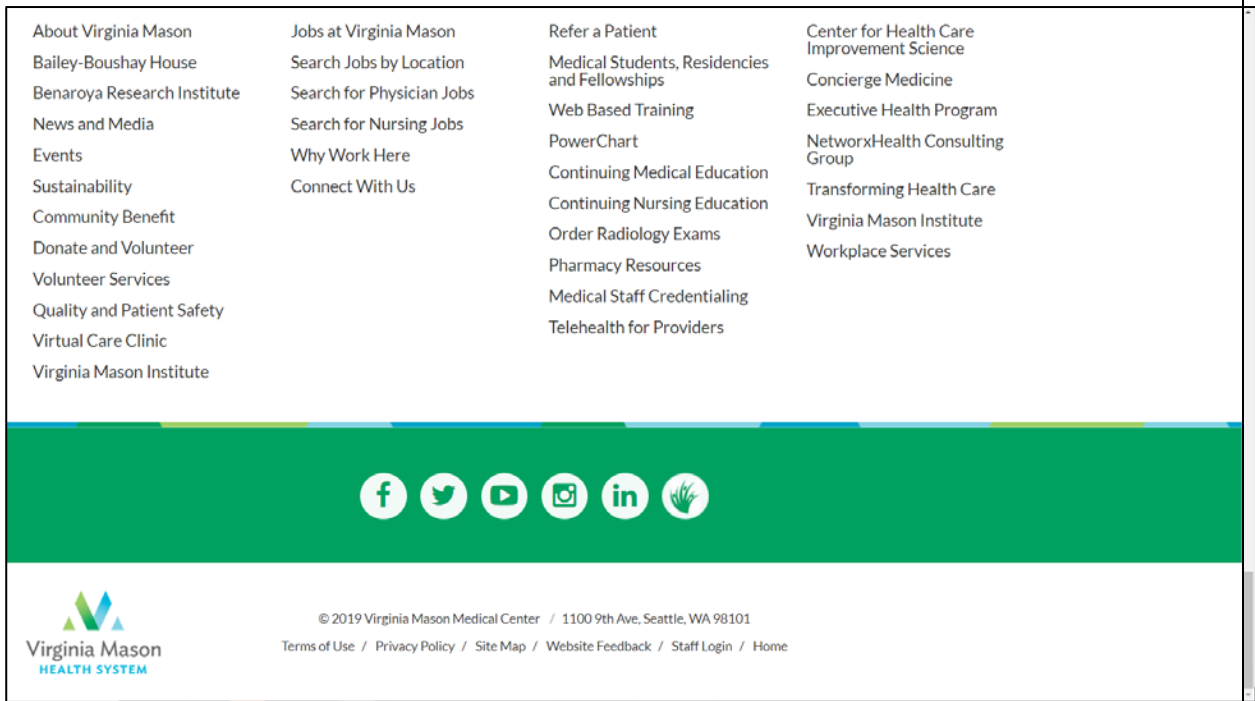 About Virginia Mason
Bailey-Boushay House
Benaroya Research Institute
News and Media
Events
Sustainability
Community Benefit
Donate and Volunteer
Volunteer Services
Quality and Patient Safety
Virtual Care Clinic
Virginia Mason Institute
Jobs at Virginia Mason
Search Jobs by Location
Search for Physician Jobs
Search for Nursing Jobs
Why Work Here
Connect With Us
Refer a Patient
Medical Students, Residencies
and Fellowships
Web Based Training
PowerChart
Continuing Medical Education
Continuing Nursing Education
Order Radiology Exams
Pharmacy Resources
Medical Staff Credentialing
Telehealth for Providers
Center for Health Care
Improvement Science
Concierge Medicine
Executive Health Program
NetworxHealth Consulting
Group
Transforming Health Care
Virginia Mason Institute
Workplace Services
Virginia Mason
HEALTH SYSTEM
© 2019 Virginia Mason Medical Center / 1100 9th Ave, Seattle, WA 98101
Terms of Use / Privacy Policy / Site Map / Website Feedback / Staff Login / Home